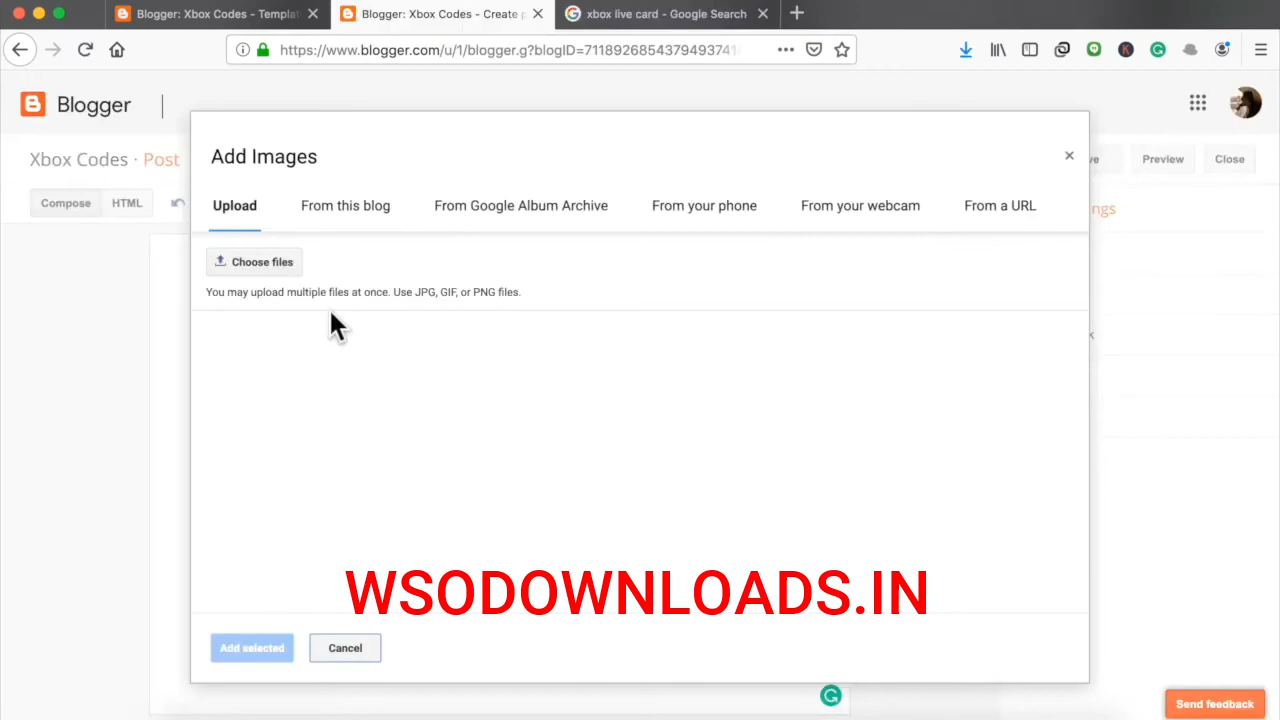 Blogger: Xbox Codes - Templat
Blogger: Xbox Codes - Create p
xbox live card - Google Search
https://www.blogger.com/u/1/blogger.g?blogID=711892685437949374
Blogger
Xbox Codes · Post
ve
Preview
Close
Compose
HTML
ngs
Add Images
Upload
From this blog
From Google Album Archive
From your phone
From your webcam
From a URL
Choose files
You may upload multiple files at once. Use JPG, GIF, or PNG files.
WSODOWNLOADS.IN
Add selected
Cancel
Send feedback